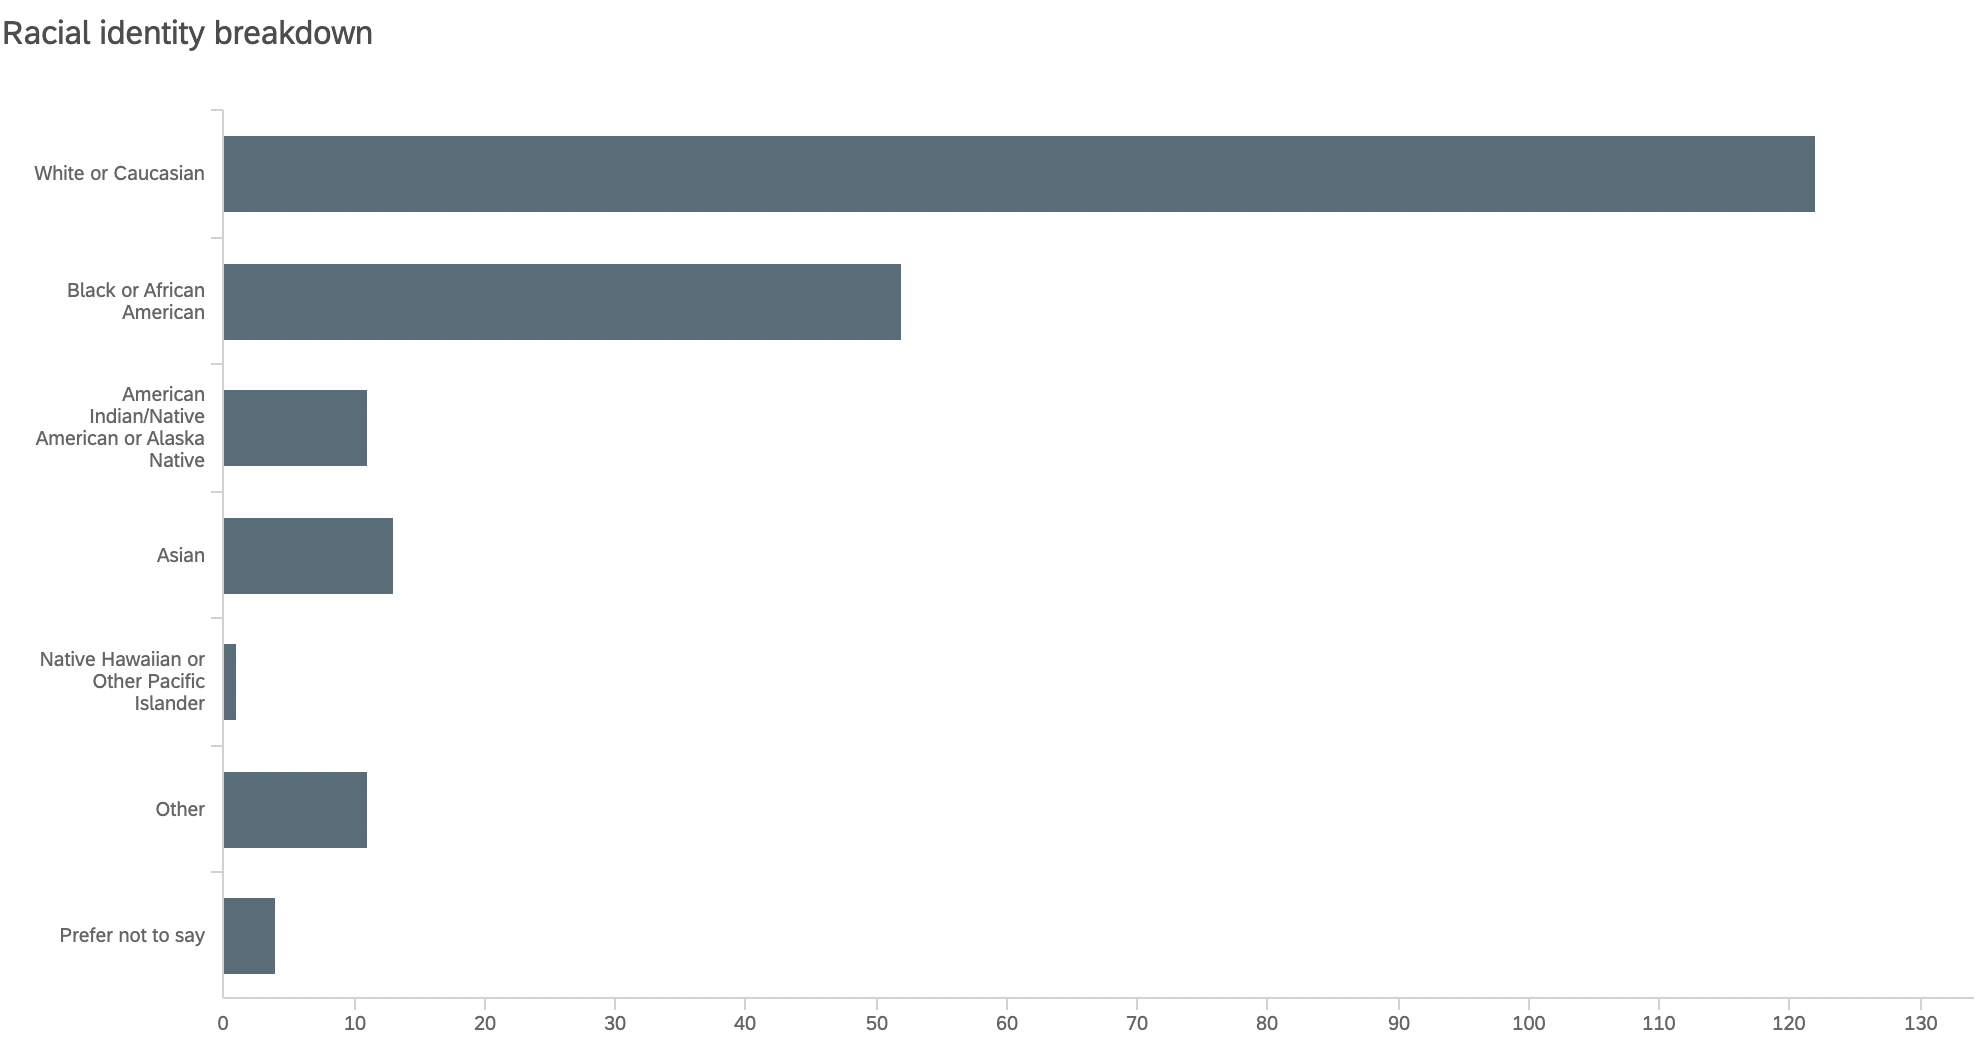 Racial identity breakdown
White or Caucasian
Black or African
American
American
Indian/Native
American or Alaska
Native
Asian
Native Hawaiian or
Other Pacific
Islander
Other
Prefer not to say
0 10 20 30 40 50 60 70 80 90 100 110 120 130